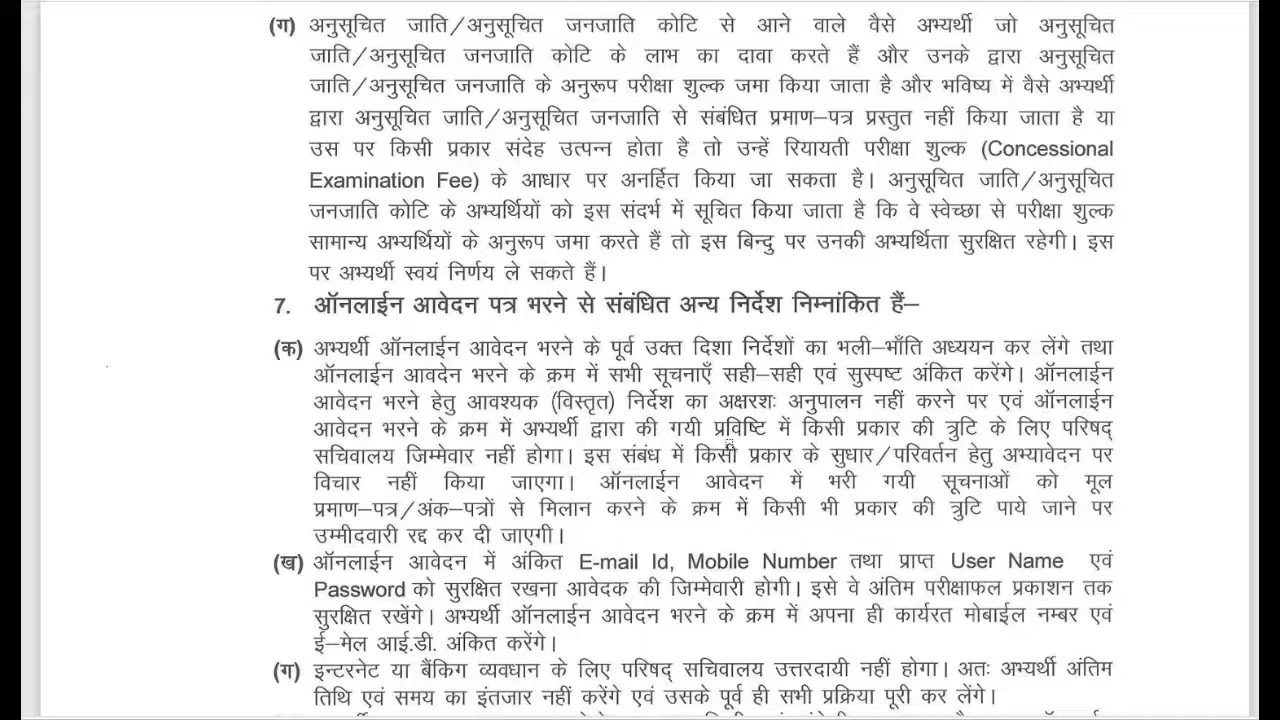 (ग) अनुसूचित जाति/अनुसूचित जनजाति कोटि से आने वाले वैसे अभ्यर्थी जो अनुसूचित
जाति/अनुसूचित जनजाति कोटि के लाभ का दावा करते हैं और उनके द्वारा अनुसूचित
जाति/अनुसूचित जनजाति के अनुरूप परीक्षा शुल्क जमा किया जाता है और भविष्य में वैसे अभ्यर्थी
द्वारा अनुसूचित जाति/अनुसूचित जनजाति से संबंधित प्रमाण–पत्र प्रस्तुत नहीं किया जाता है या
उस पर किसी प्रकार संदेह उत्पन्न होता है तो उन्हें रियायती परीक्षा शुल्क (Concessional
Examination Fee) के आधार पर अनर्हित किया जा सकता है। अनुसूचित जाति/अनुसूचित
जनजाति कोटि के अभ्यर्थियों को इस संदर्भ में सूचित किया जाता है कि वे स्वेच्छा से परीक्षा शुल्क
सामान्य अभ्यर्थियों के अनुरूप जमा करते हैं तो इस बिन्दु पर उनकी अभ्यर्थिता सुरक्षित रहेगी। इस
पर अभ्यर्थी स्वयं निर्णय ले सकते हैं।
7. ऑनलाईन आवेदन पत्र भरने से संबंधित अन्य निर्देश निम्नांकित हैं–
(क) अभ्यर्थी ऑनलाईन आवेदन भरने के पूर्व उक्त दिशा निर्देशों का भली–भाँति अध्ययन कर लेंगे तथा
ऑनलाईन आवदेन भरने के क्रम में सभी सूचनाएँ सही–सही एवं सुस्पष्ट अंकित करेंगे। ऑनलाईन
आवेदन भरने हेतु आवश्यक (विस्तृत) निर्देश का अक्षरशः अनुपालन नहीं करने पर एवं ऑनलाईन
आवेदन भरने के क्रम में अभ्यर्थी द्वारा की गयी प्रविष्टि में किसी प्रकार की त्रुटि के लिए परिषद्
सचिवालय जिम्मेवार नहीं होगा। इस संबंध में किसी प्रकार के सुधार/परिवर्तन हेतु अभ्यावेदन पर
विचार नहीं किया जाएगा। ऑनलाईन आवेदन में भरी गयी सूचनाओं को मूल
प्रमाण–पत्र/अंक–पत्रों से मिलान करने के क्रम में किसी भी प्रकार की त्रुटि पाये जाने पर
उम्मीदवारी रद्द कर दी जाएगी।
(ख) ऑनलाईन आवेदन में अंकित E-mail Id, Mobile Number तथा प्राप्त User Name एवं
Password को सुरक्षित रखना आवेदक की जिम्मेवारी होगी। इसे वे अंतिम परीक्षाफल प्रकाशन तक
सुरक्षित रखेंगे। अभ्यर्थी ऑनलाईन आवेदन भरने के क्रम में अपना ही कार्यरत मोबाईल नम्बर एवं
ई–मेल आई.डी. अंकित करेंगे।
(ग) इन्टरनेट या बैंकिग व्यवधान के लिए परिषद् सचिवालय उत्तरदायी नहीं होगा। अतः अभ्यर्थी अंतिम
तिथि एवं समय का इंतजार नहीं करेंगे एवं उसके पूर्व ही सभी प्रक्रिया पूरी कर लेंगे।